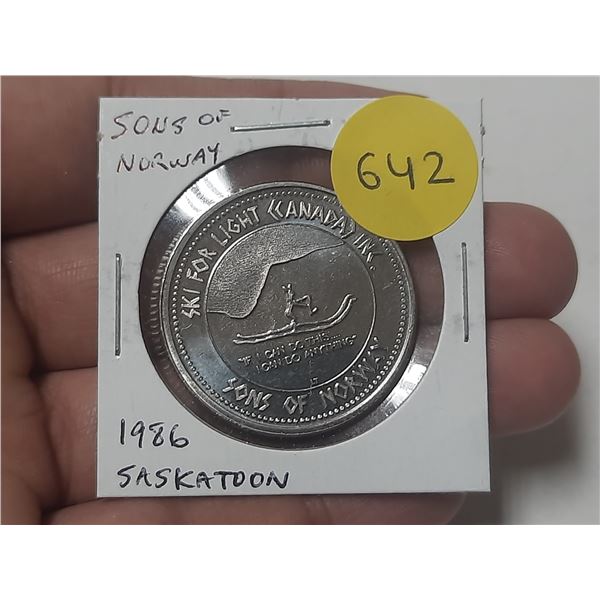 SONS OF
NORWAY
642
SKI FOR LIGHT (CANADA) INC.
"IF I CAN DO THIS
I CAN DO ANYTHING"
SONS OF NORWAY
1986
SASKATOON